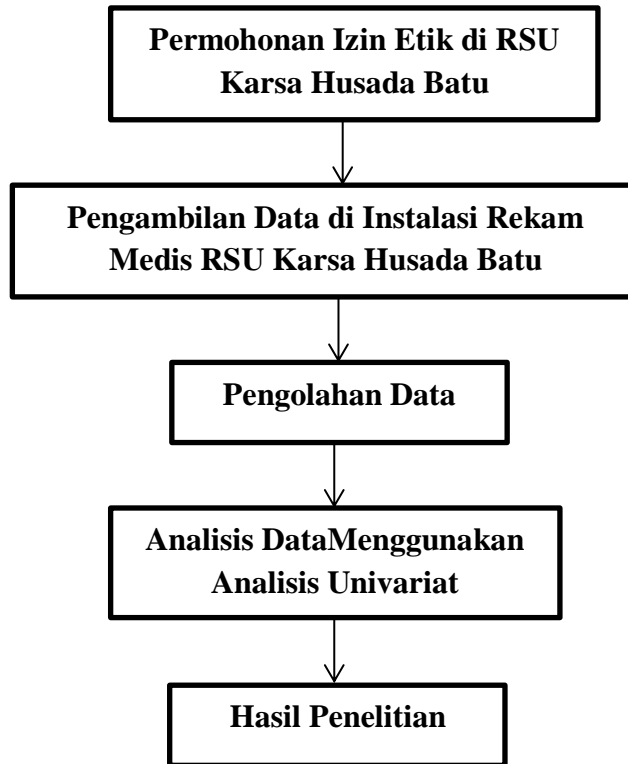 Permohonan Izin Etik di RSU
Karsa Husada Batu
Pengambilan Data di Instalasi Rekam
Medis RSU Karsa Husada Batu
Pengolahan Data
Analisis DataMenggunakan
Analisis Univariat
Hasil Penelitian